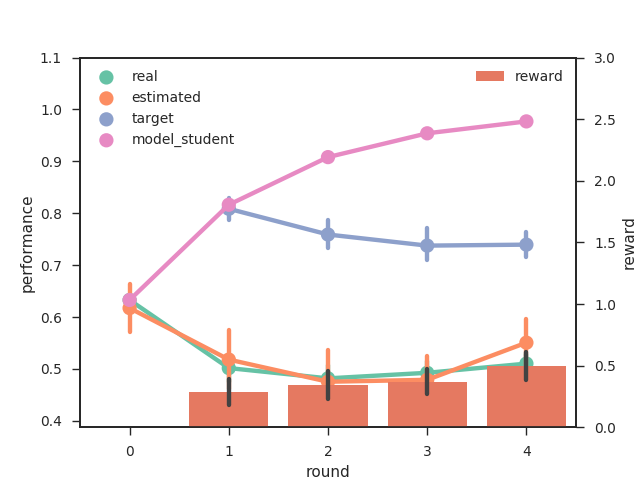 real
estimated
target
model_student
reward
1.1
1.0
0.9
0.8
0.7
0.6
0.5
0.4
performance
3.0
2.5
2.0
1.5
1.0
0.5
0.0
reward
0 1 2 3 4
round